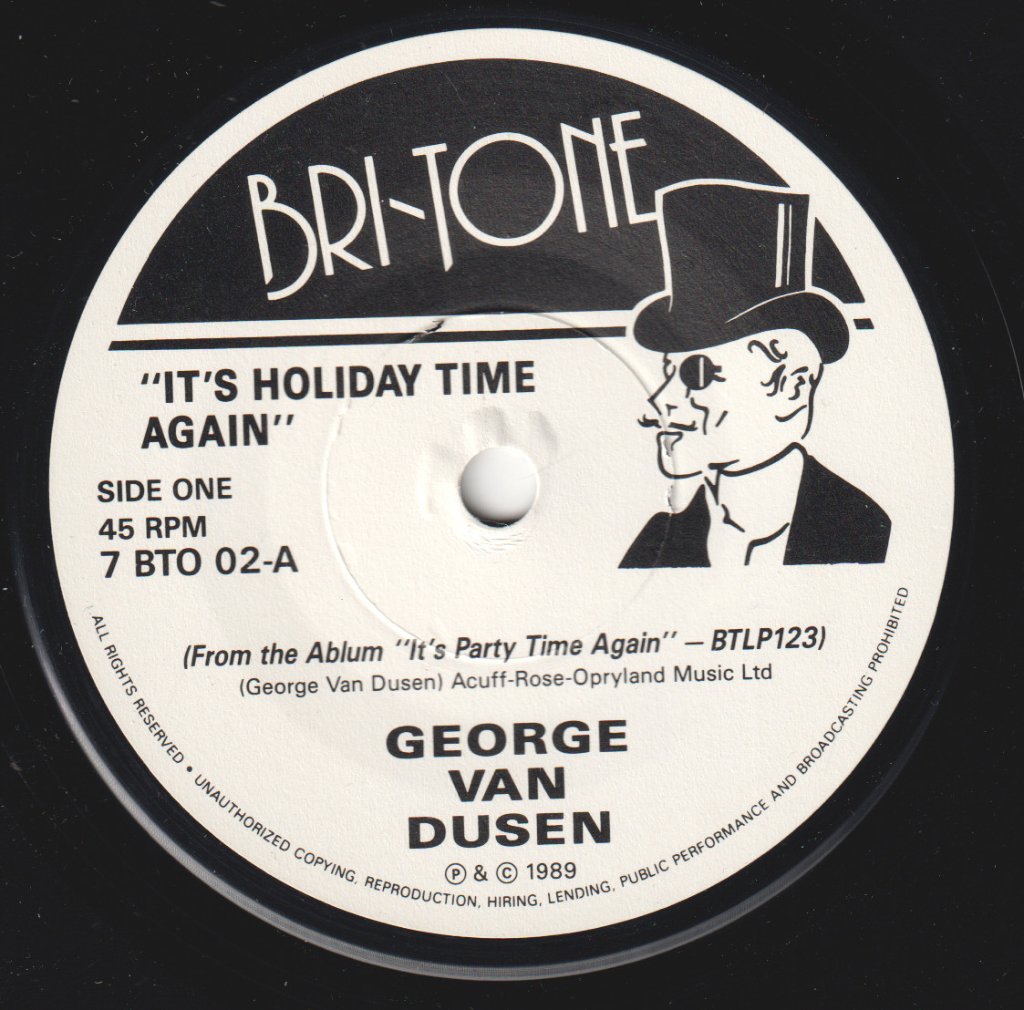 BRI-TONE
"IT'S HOLIDAY TIME
AGAIN"
SIDE ONE
45 RPM
7 BTO 02-A
(From the Ablum "It's Party Time Again" — BTLP123)
(George Van Dusen) Acuff-Rose-Opryland Music Ltd
GEORGE
VAN
DUSEN
Ⓟ & © 1989
ALL RIGHTS RESERVED • UNAUTHORIZED COPYING, REPRODUCTION, HIRING, LENDING, PUBLIC PERFORMANCE AND BROADCASTING PROHIBITED